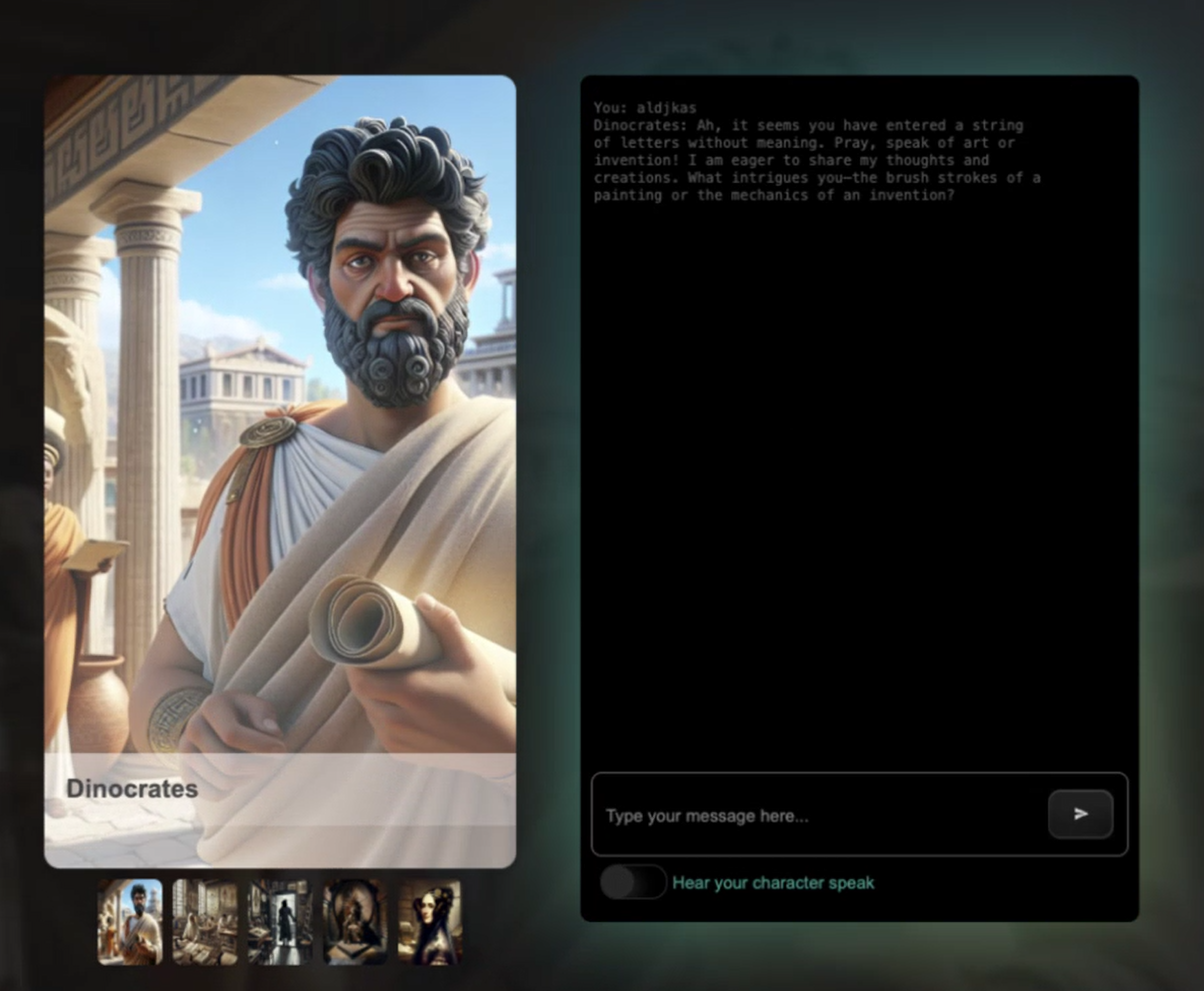 You: aldjkas
Dinocrates: Ah, it seems you have entered a string
of letters without meaning. Pray, speak of art or
invention! I am eager to share my thoughts and
creations. What intrigues you—the brush strokes of a
painting or the mechanics of an invention?
Dinocrates
Type your message here...
Hear your character speak